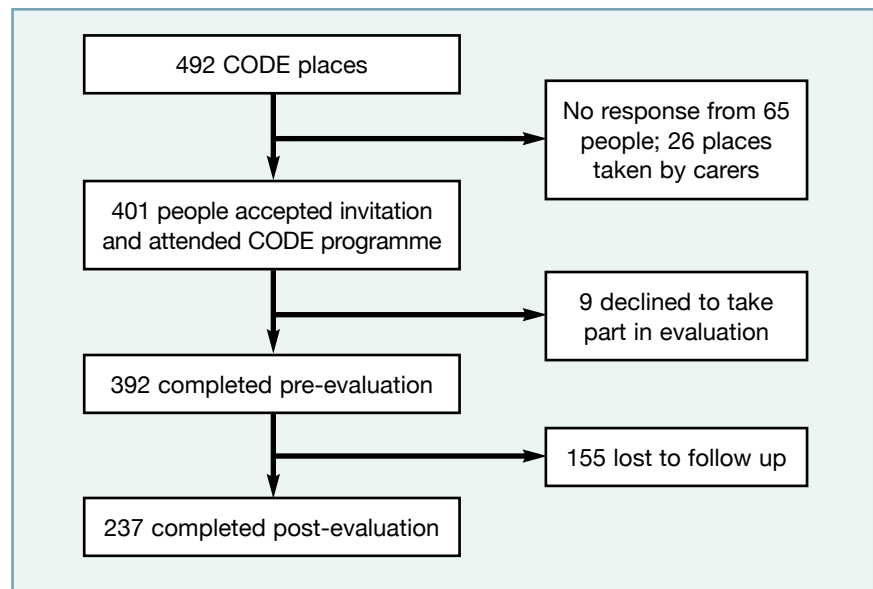 492 CODE places
No response from 65
people; 26 places
taken by carers
401 people accepted invitation
and attended CODE programme
9 declined to take
part in evaluation
392 completed pre-evaluation
155 lost to follow up
237 completed post-evaluation